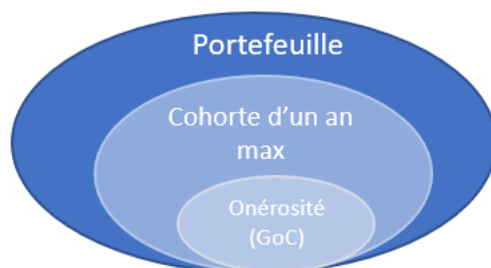 Portefeuille
Cohorte d’un an
max
Onérosité
(GoC)